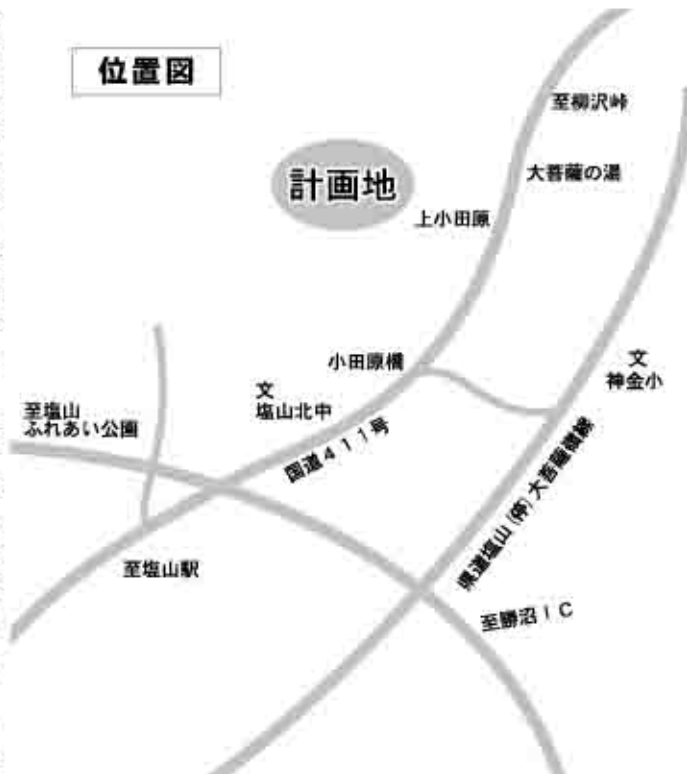 位置図
至柳沢峠
計画地
大菩薩の湯
上小田原
小田原橋
文
神金小
文
塩山北中
至塩山
ふれあい公園
国道411号
県道塩山(停)大菩薩嶺線
至塩山駅
至勝沼IC